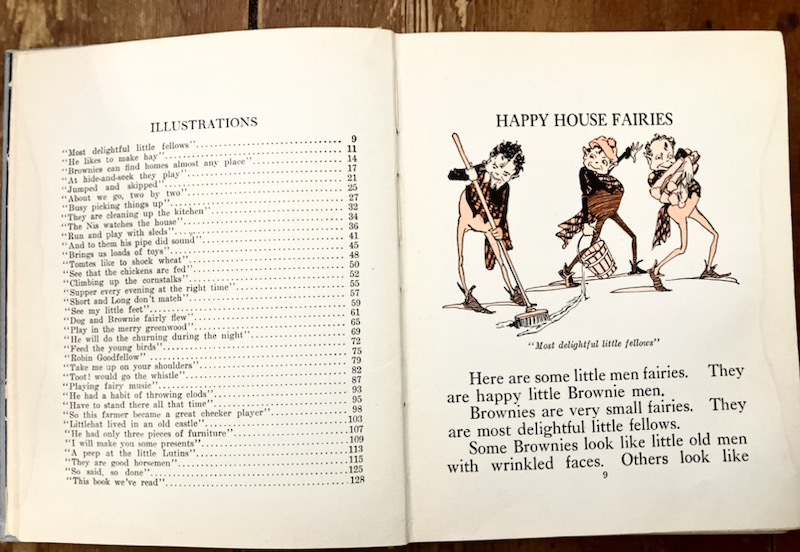 ILLUSTRATIONS
"Most delightful little fellows" 9
"He likes to make hay" 11
"Brownies can find homes almost any place" 14
"At hide-and-seek they play" 17
"Jumped and skipped" 21
"About we go, two by two" 25
"Busy picking things up" 27
"They are cleaning up the kitchen" 32
"The Nis watches the house" 34
"Run and play with sleds" 36
"And to them his pipe did sound" 41
"Brings us loads of toys" 45
"Tomtes like to shock wheat" 48
"See that the chickens are fed" 50
"Climbing up the cornstalks" 52
"Supper every evening at the right time" 55
"Short and Long don't match" 57
"See my little feet" 59
"Dog and Brownie fairly flew" 61
"Play in the merry greenwood" 65
"He will do the churning during the night" 69
"Feed the young birds" 72
"Robin Goodfellow" 75
"Take me up on your shoulders" 79
"Toot! would go the whistle" 82
"Playing fairy music" 87
"He had a habit of throwing clods" 93
"Have to stand there all that time" 95
"So this farmer became a great checker player" 98
"Littlehat lived in an old castle" 103
"He had only three pieces of furniture" 107
"I will make you some presents" 109
"A peep at the little Lutins" 113
"They are good horsemen" 115
"So said, so done" 125
"This book we've read" 128
HAPPY HOUSE FAIRIES
"Most delightful little fellows"
Here are some little men fairies. They
are happy little Brownie men.
Brownies are very small fairies. They
are most delightful little fellows.
Some Brownies look like little old men
with wrinkled faces. Others look like
9